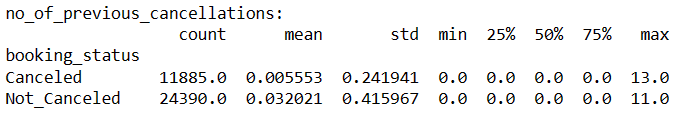 no_of_previous_cancellations:
count mean std min 25% 50% 75% max
booking_status
Canceled 11885.0 0.005553 0.241941 0.0 0.0 0.0 0.0 13.0
Not_Canceled 24390.0 0.032021 0.415967 0.0 0.0 0.0 0.0 11.0